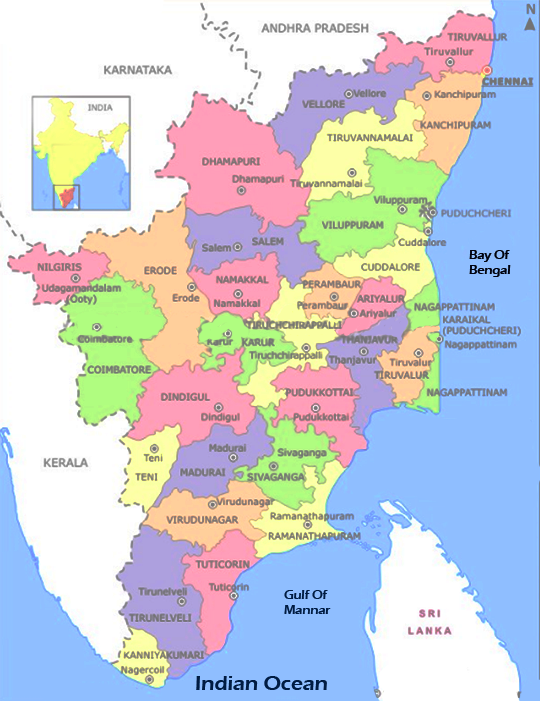 N
ANDHRA PRADESH
TIRUVALLUR
Tiruvallur
KARNATAKA
CHENNAI
Vellore
VELLORE
Kanchipuram
KANCHIPURAM
INDIA
TIRUVANNAMALAI
Tiruvannamalai
DHAMAPURI
Dhamapuri
Viluppuram
VILUPPURAM
PUDUCHCHERI
Cuddalore
CUDDALORE
Bay Of
Bengal
Salem
SALEM
NILGIRIS
Udagamandalam
(Ooty)
ERODE
Erode
NAMAKKAL
Namakkal
PERAMBAUR
Perambaur
ARIYALUR
Ariyalur
NAGAPPATTINAM
KARAIKAL
(PUDUCHCHERI)
Nagappattinam
TIRUCHCHIRAPPALLI
Tiruchchirappalli
Coimbatore
COIMBATORE
Karur
KARUR
THANJAVUR
Thanjavur
Tiruvalur
TIRUVALUR
NAGAPPATTINAM
DINDIGUL
Dindigul
PUDUKKOTTAI
Pudukkottai
KERALA
Teni
TENI
Madurai
MADURAI
Sivaganga
SIVAGANGA
Virudunagar
VIRUDUNAGAR
Ramanathapuram
RAMANATHAPURAM
TUTICORIN
Tuticorin
Tirunelveli
TIRUNELVELI
Gulf Of
Mannar
SRI
LANKA
KANNIYAKUMARI
Nagercoil
Indian Ocean